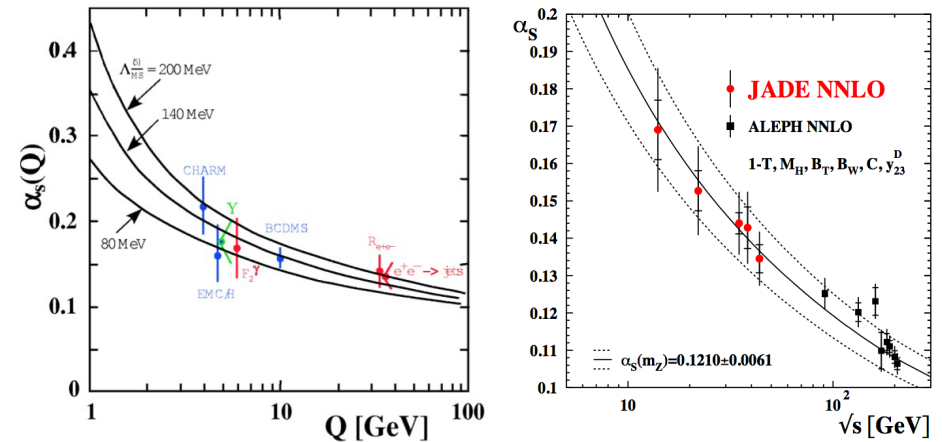 0.4
0.3
0.2
0.1
0
αs(Q)
Λ(5)MS = 200 MeV
140 MeV
80 MeV
CHARM
Υ
BCDMS
F2γ
EMC/H
Re+e-
e+e- -> jets
1
10
100
Q [GeV]
αS
0.2
0.19
0.18
0.17
0.16
0.15
0.14
0.13
0.12
0.11
0.1
JADE NNLO
ALEPH NNLO
1-T, MH, BT, BW, C, yD23
αS(mZ)=0.1210±0.0061
10
10²
√s [GeV]